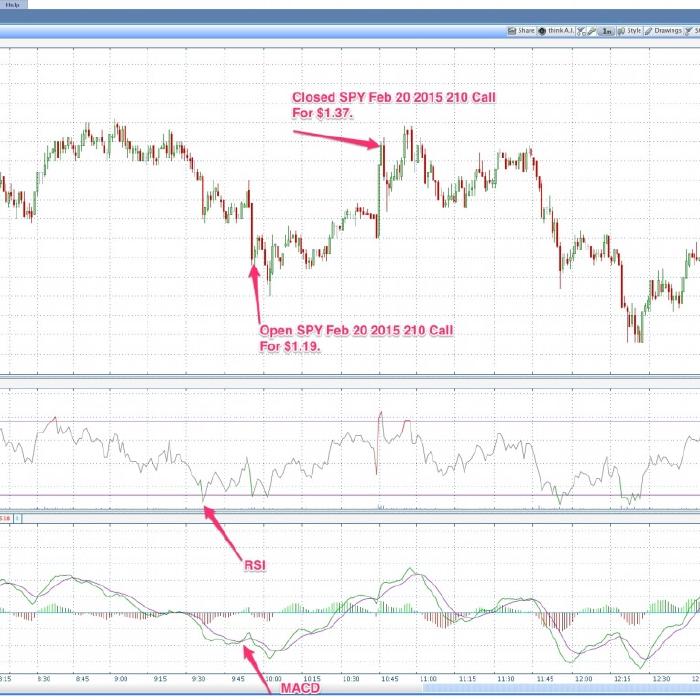 Help
Share thinkA.I. 1m Style Drawings
Closed SPY Feb 20 2015 210 Call
For $1.37.
Open SPY Feb 20 2015 210 Call
For $1.19.
RSI
MACD
8:15 8:30 8:45 9:00 9:15 9:30 9:45 10:00 10:15 10:30 10:45 11:00 11:15 11:30 11:45 12:00 12:15 12:30